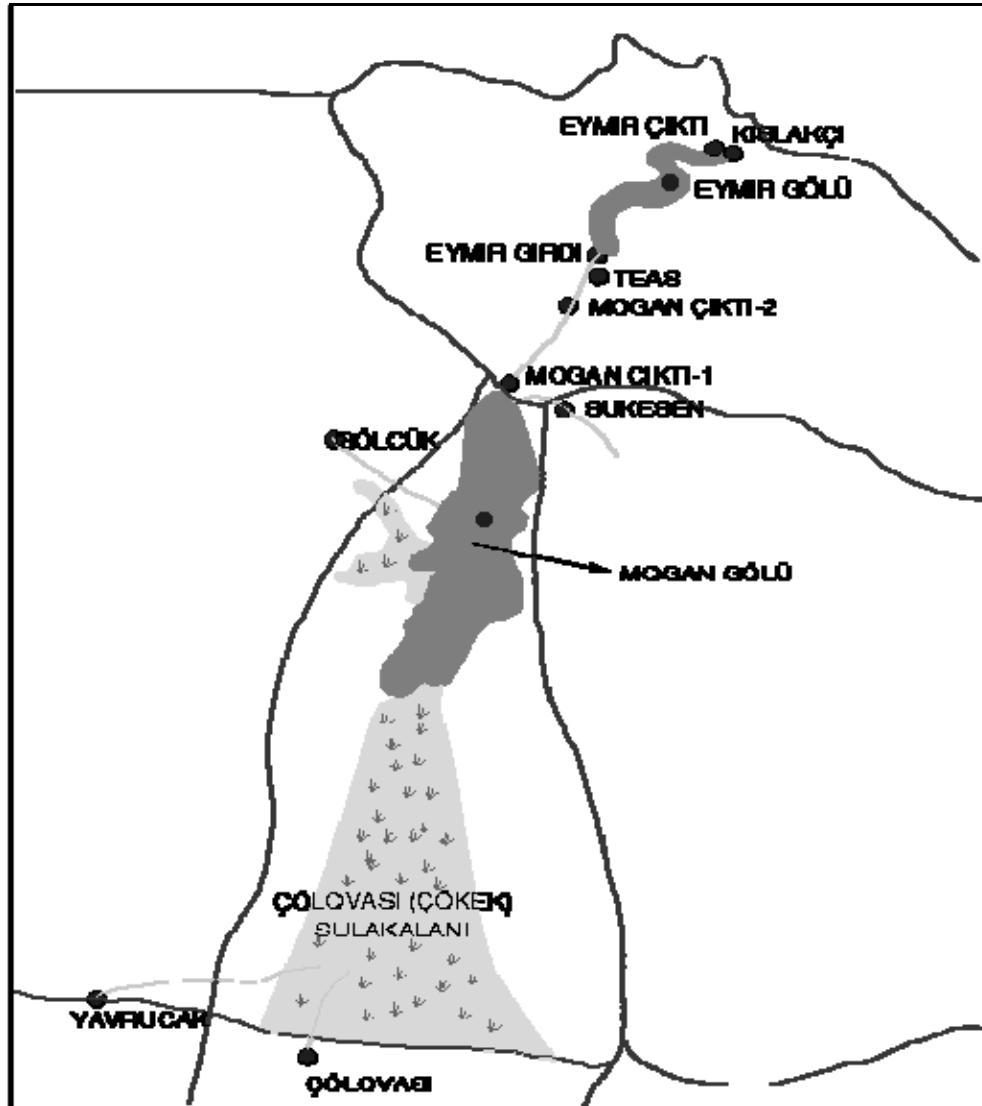 EYMIR ÇIKTI
KISLAKÇI
EYMIR GÖLÜ
EYMIR GIRDI
TEAS
MOGAN ÇIKTI-2
MOGAN ÇIKTI-1
SUKESEN
GÖLCÜK
MOGAN GÖLÜ
ÇÖLOVASI (ÇÖKEK)
SULAKALANI
YAVRUCAK
ÇÖLOVASI